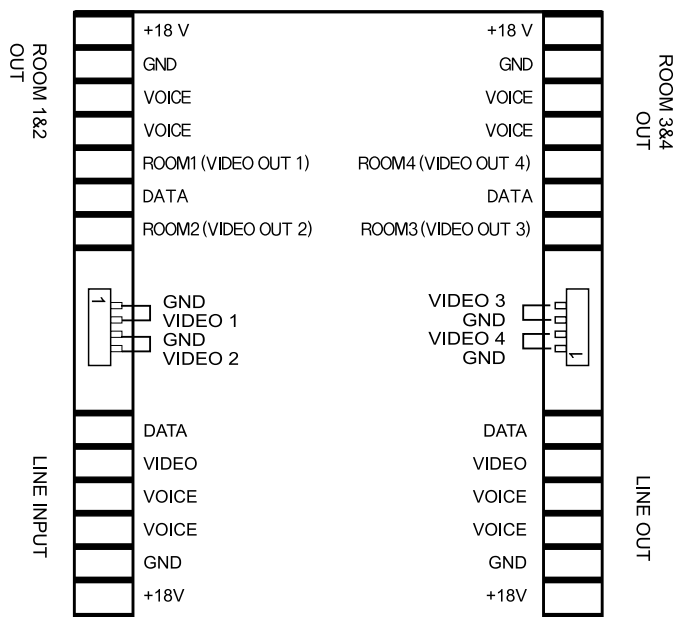 ROOM 1&2
OUT
+18 V
GND
VOICE
VOICE
ROOM1 (VIDEO OUT 1)
DATA
ROOM2 (VIDEO OUT 2)
1
GND
VIDEO 1
GND
VIDEO 2
LINE INPUT
DATA
VIDEO
VOICE
VOICE
GND
+18V
ROOM 3&4
OUT
+18 V
GND
VOICE
VOICE
ROOM4 (VIDEO OUT 4)
DATA
ROOM3 (VIDEO OUT 3)
VIDEO 3
GND
VIDEO 4
GND
1
LINE OUT
DATA
VIDEO
VOICE
VOICE
GND
+18V